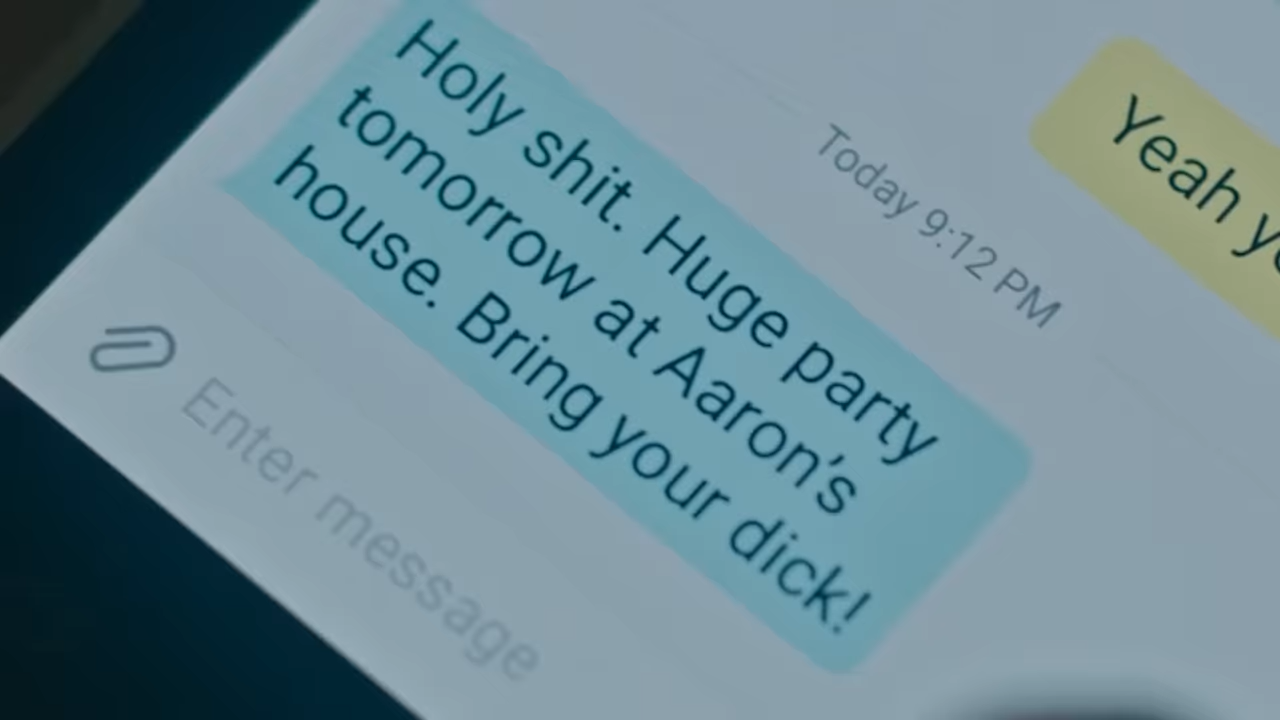 Yeah
Today 9:12 PM
Holy shit. Huge party
tomorrow at Aaron's
house. Bring your dick!
Enter message